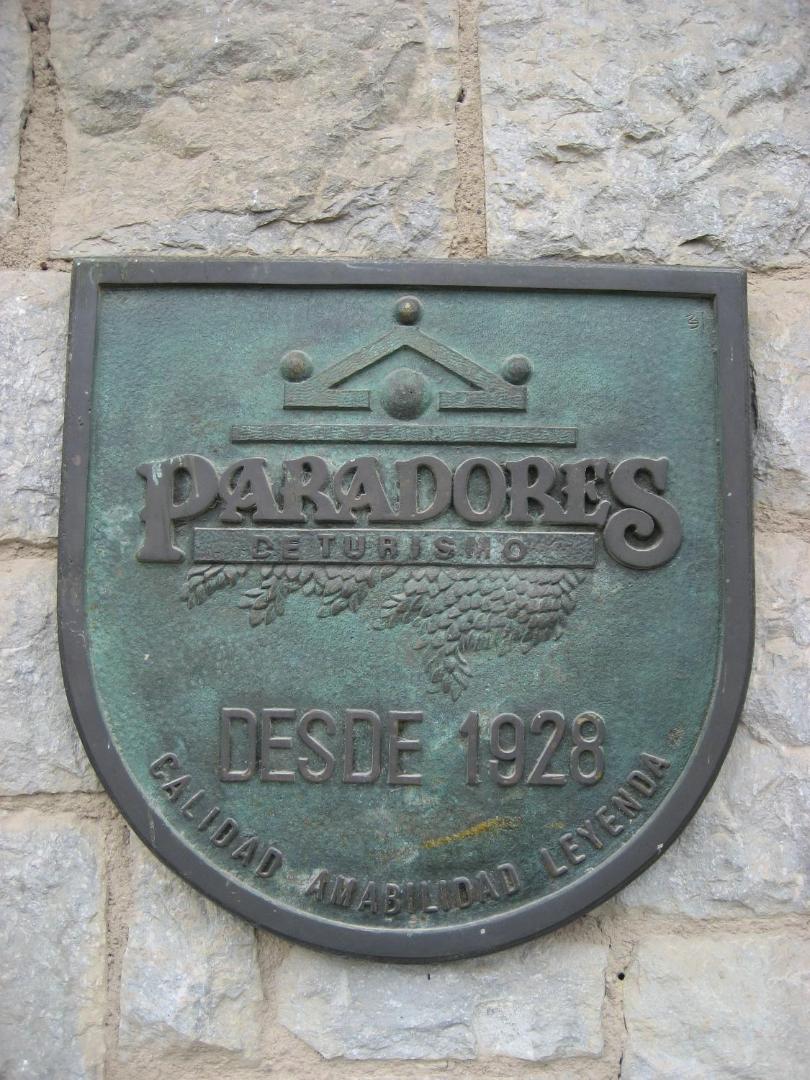 PARADORES
DE TURISMO
DESDE 1928
CALIDAD AMABILIDAD LEYENDA